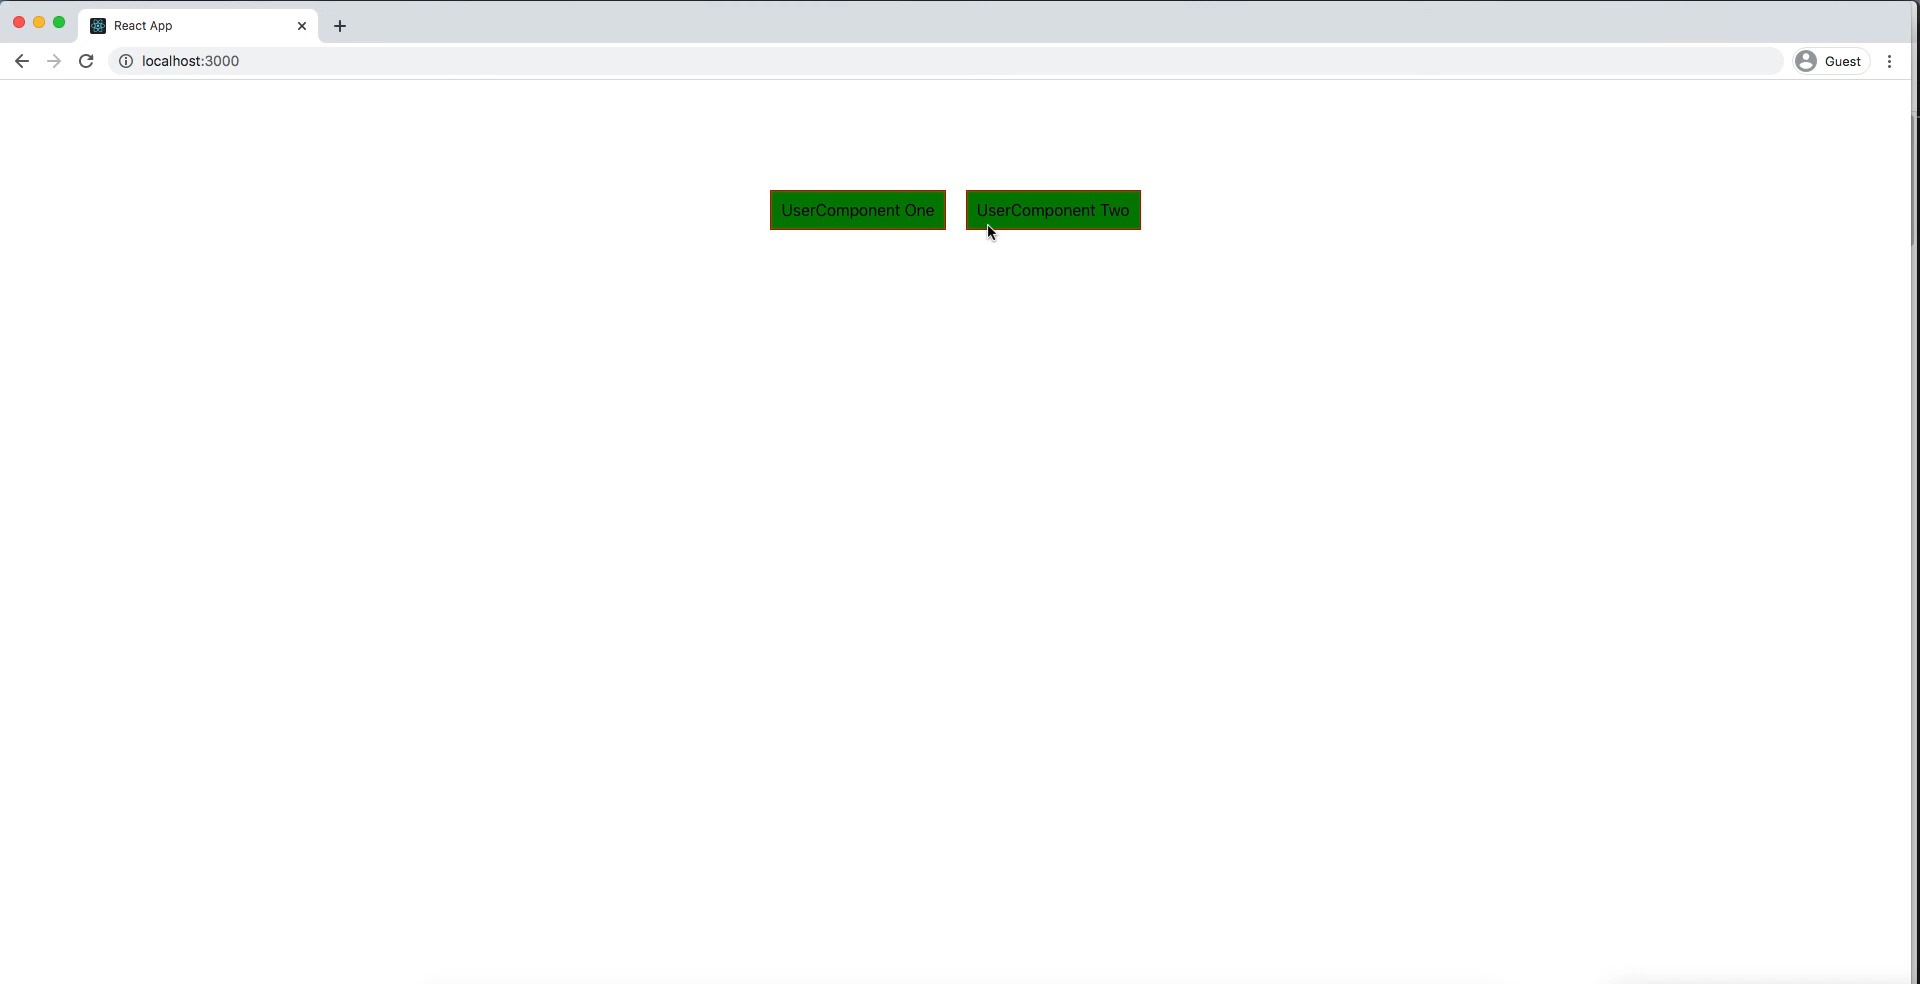 React App
localhost:3000
Guest
UserComponent One
UserComponent Two